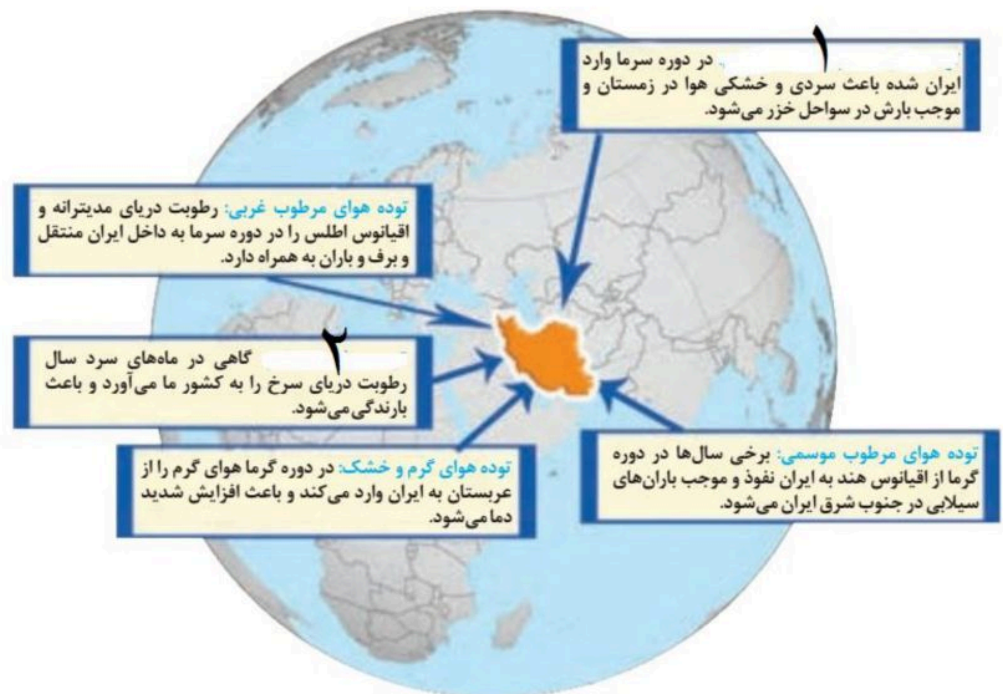 ۱
در دوره سرما وارد
ایران شده باعث سردی و خشکی هوا در زمستان و
موجب بارش در سواحل خزر می‌شود.
توده هوای مرطوب غربی: رطوبت دریای مدیترانه و
اقیانوس اطلس را در دوره سرما به داخل ایران منتقل
و برف و باران به همراه دارد.
۲
گاهی در ماه‌های سرد سال
رطوبت دریای سرخ را به کشور ما می‌آورد و باعث
بارندگی می‌شود.
توده هوای مرطوب موسمی: برخی سال‌ها در دوره
گرما از اقیانوس هند به ایران نفوذ و موجب باران‌های
سیلابی در جنوب شرق ایران می‌شود.
توده هوای گرم و خشک: در دوره گرما هوای گرم را از
عربستان به ایران وارد می‌کند و باعث افزایش شدید
دما می‌شود.